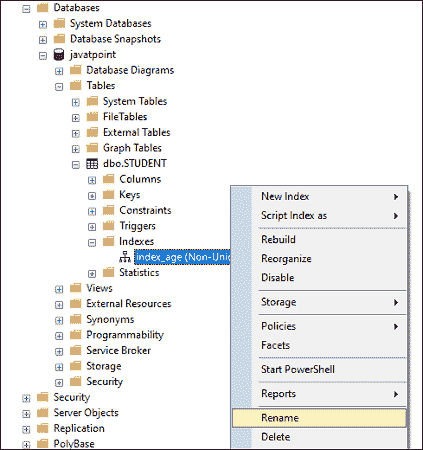 Databases
System Databases
Database Snapshots
javatpoint
Database Diagrams
Tables
System Tables
FileTables
External Tables
Graph Tables
dbo.STUDENT
Columns
Keys
Constraints
Triggers
Indexes
index_age (Non-Uni
Statistics
Views
External Resources
Synonyms
Programmability
Service Broker
Storage
Security
Security
Server Objects
Replication
PolyBase
New Index
Script Index as
Rebuild
Reorganize
Disable
Storage
Policies
Facets
Start PowerShell
Reports
Rename
Delete